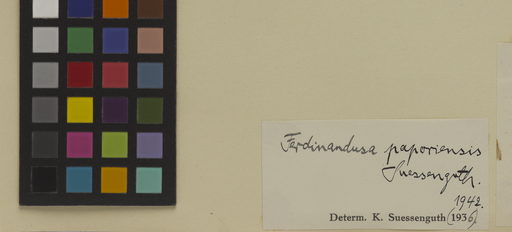 Ferdinandusa paporiensis
Suessenguth.
1942.
Determ. K. Suessenguth (1936)